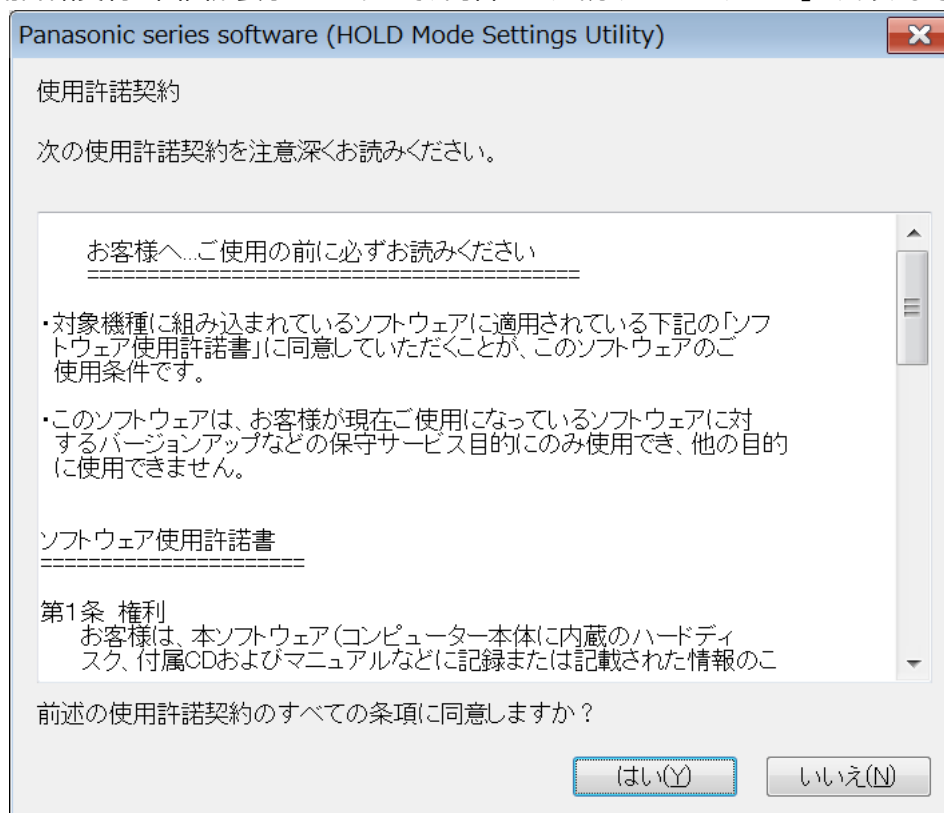 Panasonic series software (HOLD Mode Settings Utility)
使用許諾契約
次の使用許諾契約を注意深くお読みください。
お客様へ...ご使用の前に必ずお読みください
=========================================
・対象機種に組み込まれているソフトウェアに適用されている下記の「ソフ
トウェア使用許諾書」に同意していただくことが、このソフトウェアのご
使用条件です。
・このソフトウェアは、お客様が現在ご使用になっているソフトウェアに対
するバージョンアップなどの保守サービス目的にのみ使用でき、他の目的
に使用できません。
ソフトウェア使用許諾書
======================
第1条 権利
お客様は、本ソフトウェア(コンピューター本体に内蔵のハードディ
スク、付属CDおよびマニュアルなどに記録または記載された情報のこ
前述の使用許諾契約のすべての条項に同意しますか？
はい(Y)
いいえ(N)